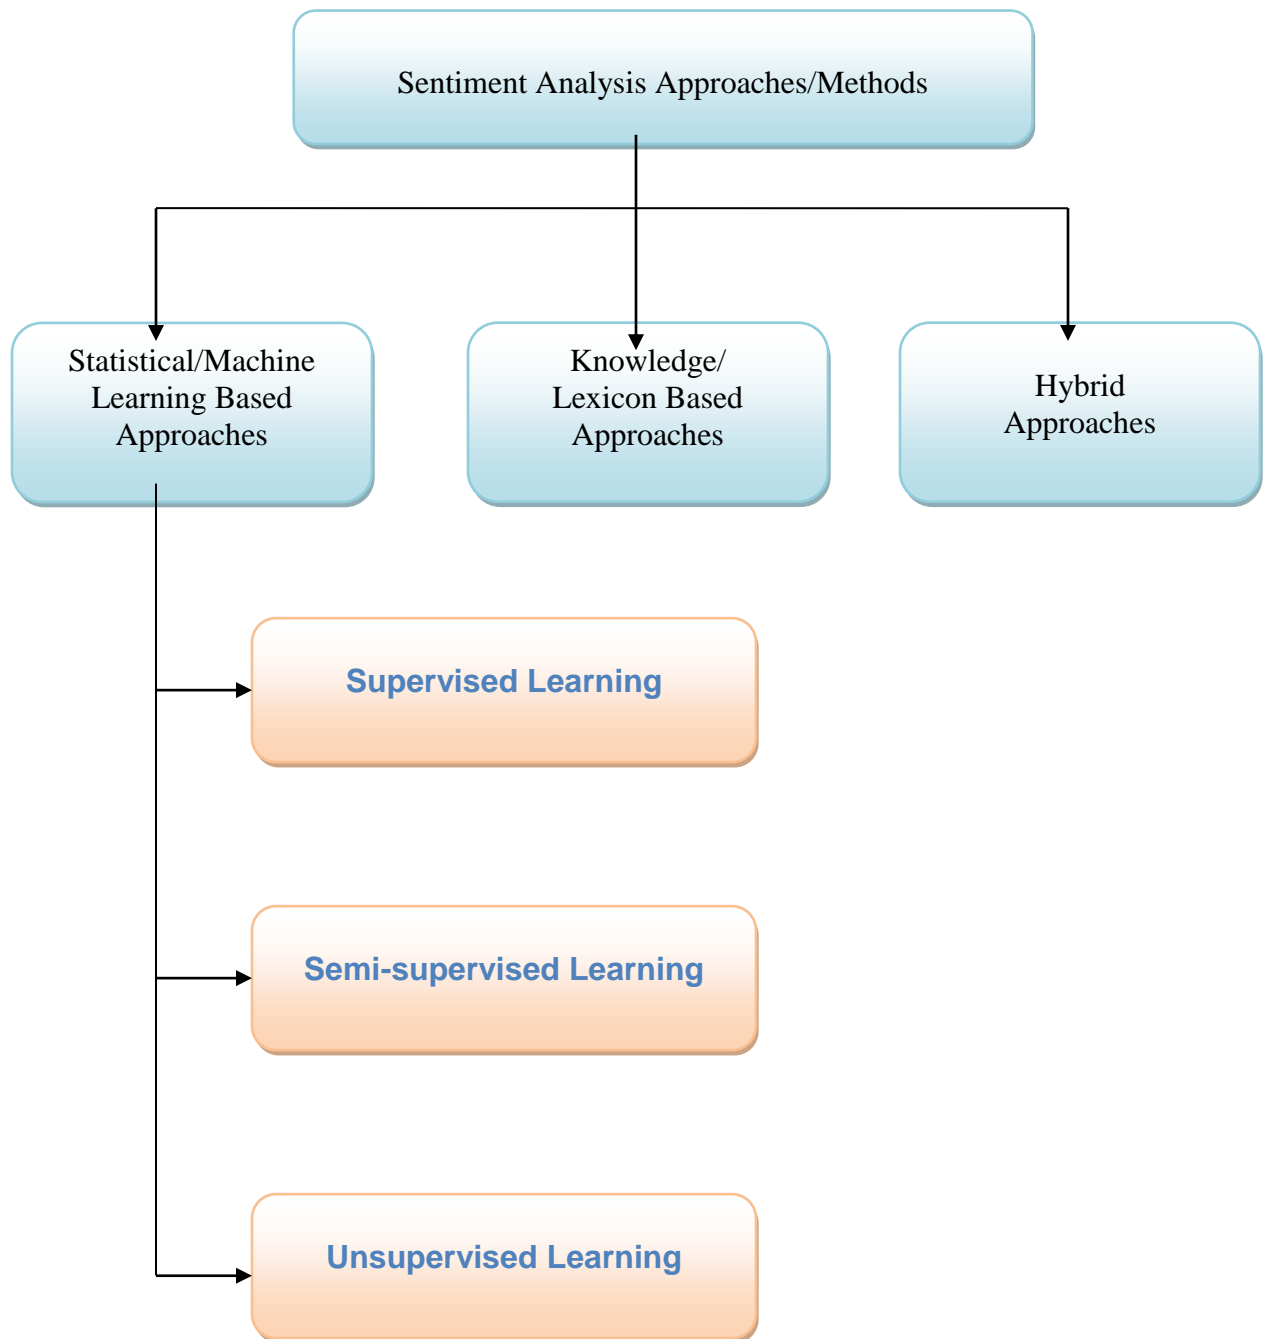 Sentiment Analysis Approaches/Methods
Statistical/Machine
Learning Based
Approaches
Knowledge/
Lexicon Based
Approaches
Hybrid
Approaches
Supervised Learning
Semi-supervised Learning
Unsupervised Learning